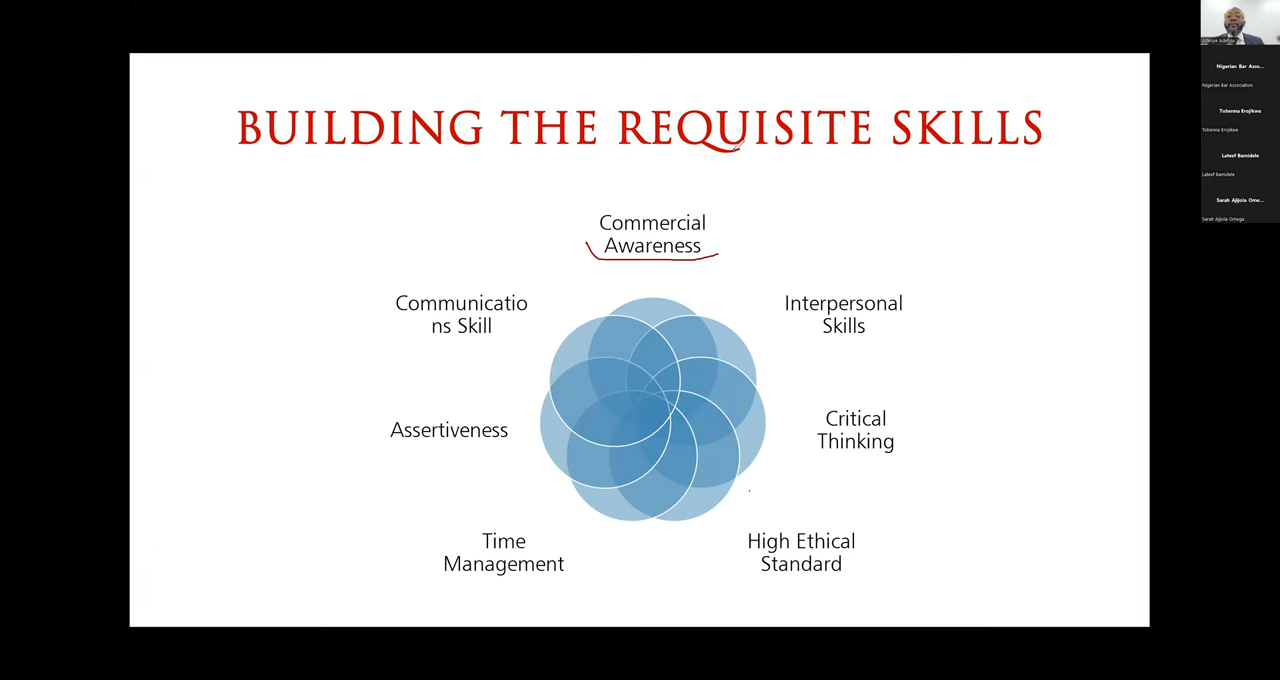 BUILDING THE REQUISITE SKILLS
Commercial
Awareness
Communicatio
ns Skill
Interpersonal
Skills
Assertiveness
Critical
Thinking
Time
Management
High Ethical
Standard
Nigerian Bar Asso...
Nigerian Bar Association
Tobenna Erojikwe
Tobenna Erojikwe
Lateef Bamidele
Lateef Bamidele
Sarah Ajijola Ome...
Sarah Ajijola Omega